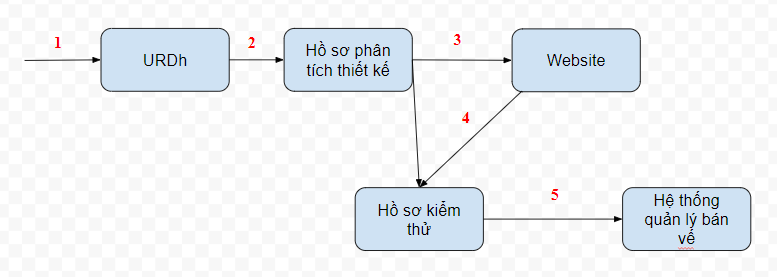 1
URDh
2
Hồ sơ phân
tích thiết kế
3
Website
4
Hồ sơ kiểm
thử
5
Hệ thống
quản lý bán
vế